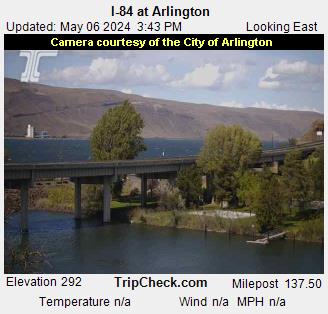 I-84 at Arlington
Updated: May 06 2024 3:43 PM Looking East
Camera courtesy of the City of Arlington
Elevation 292 TripCheck.com Milepost 137.50
Temperature n/a Wind n/a MPH n/a